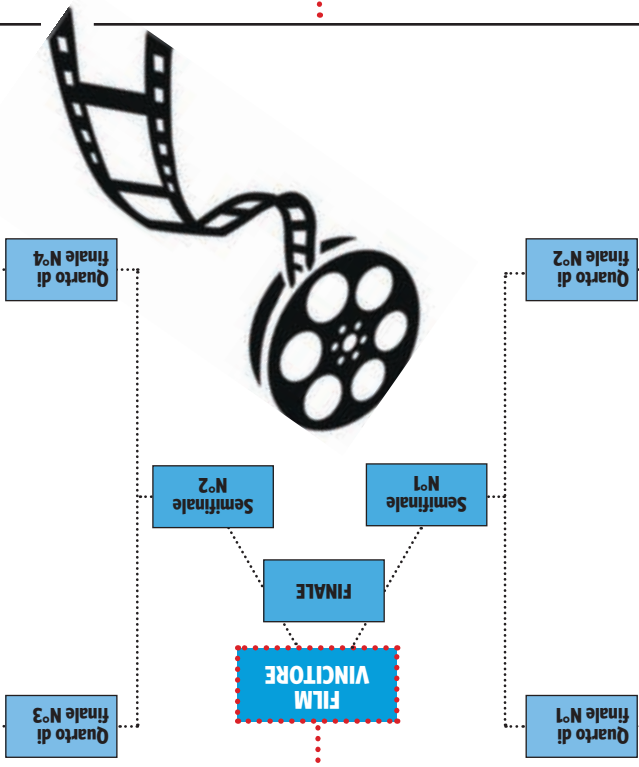 Quarto di
finale N°1
FILM
VINCITORE
Quarto di
finale N°3
FINALE
Semifinale
N°1
Semifinale
N°2
Quarto di
finale N°2
Quarto di
finale N°4